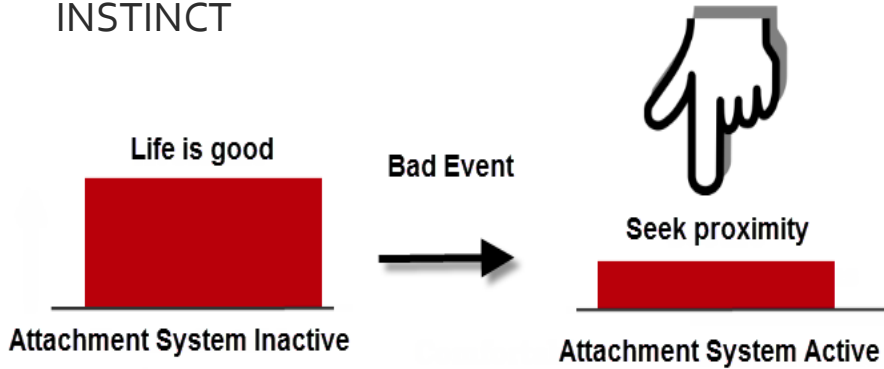 INSTINCT
Life is good
Bad Event
Seek proximity
Attachment System Inactive
Attachment System Active